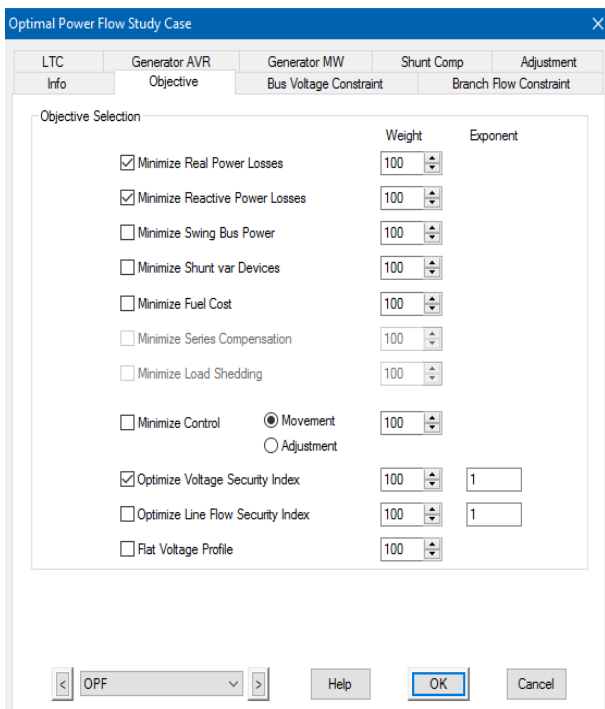 Optimal Power Flow Study Case
LTC Generator AVR Generator MW Shunt Comp Adjustment
Info Objective Bus Voltage Constraint Branch Flow Constraint
Objective Selection
Weight Exponent
Minimize Real Power Losses 100
Minimize Reactive Power Losses 100
Minimize Swing Bus Power 100
Minimize Shunt var Devices 100
Minimize Fuel Cost 100
Minimize Series Compensation 100
Minimize Load Shedding 100
Minimize Control Movement 100
Adjustment
Optimize Voltage Security Index 100 1
Optimize Line Flow Security Index 100 1
Flat Voltage Profile 100
< OPF > Help OK Cancel